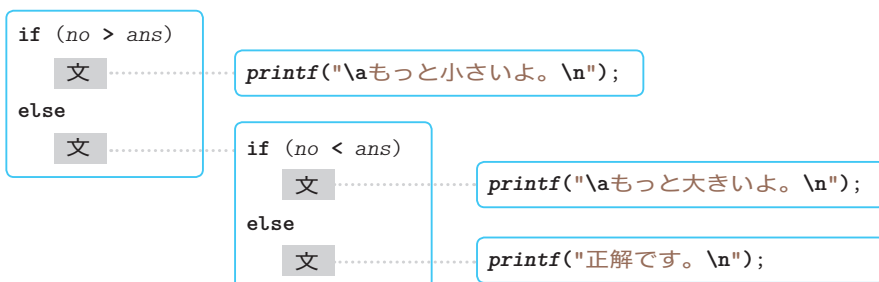 if (no > ans)
文 printf("\aもっと小さいよ。\n");
else
文 if (no < ans)
文 printf("\aもっと大きいよ。\n");
else
文 printf("正解です。\n");